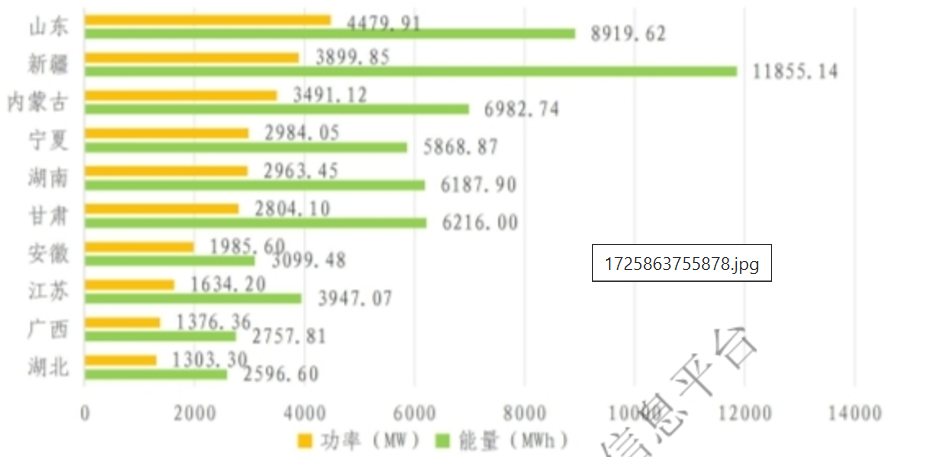 山东
4479.91
8919.62
新疆
3899.85
11855.14
内蒙古
3491.12
6982.74
宁夏
2984.05
5868.87
湖南
2963.45
6187.90
甘肃
2804.10
6216.00
安徽
1985.60
3099.48
1725863755878.jpg
江苏
1634.20
3947.07
广西
1376.36
2757.81
湖北
1303.30
2596.60
0 2000 4000 6000 8000 10000 12000 14000
功率（MW） 能量（MWh）
信息平台